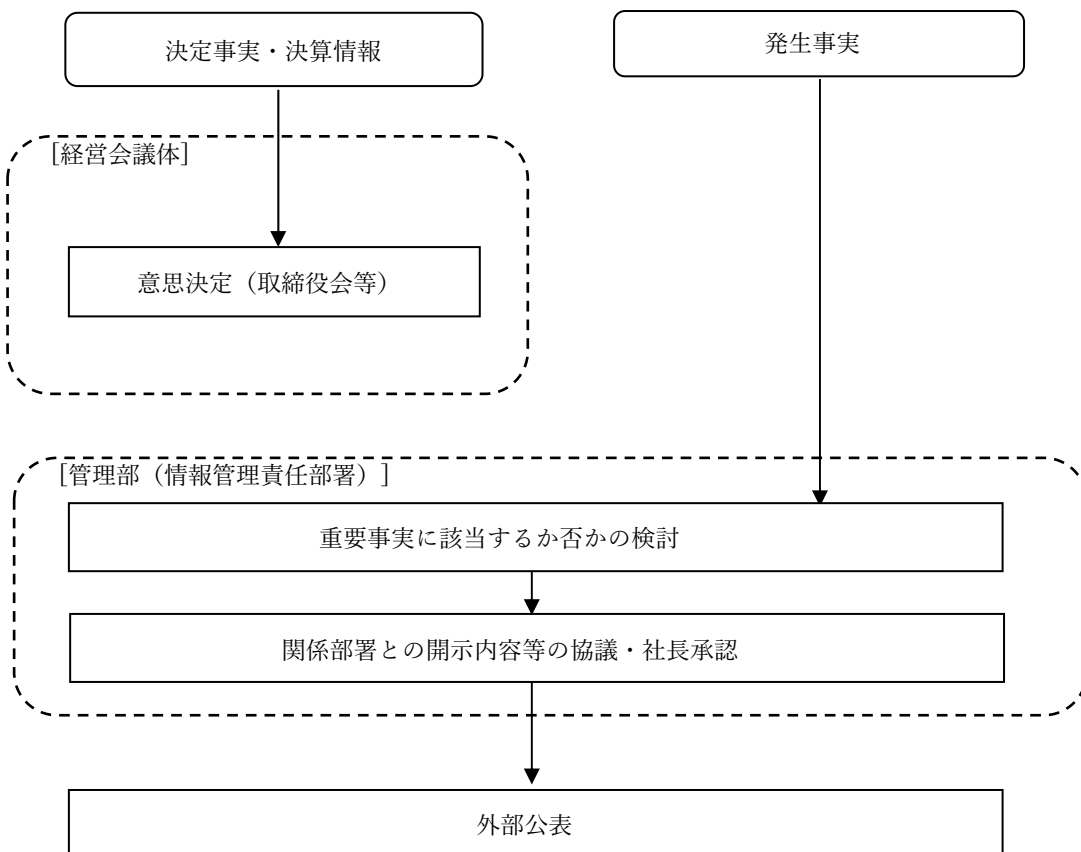 決定事実・決算情報
発生事実
[経営会議体]
意思決定（取締役会等）
[管理部（情報管理責任部署）]
重要事実に該当するか否かの検討
関係部署との開示内容等の協議・社長承認
外部公表